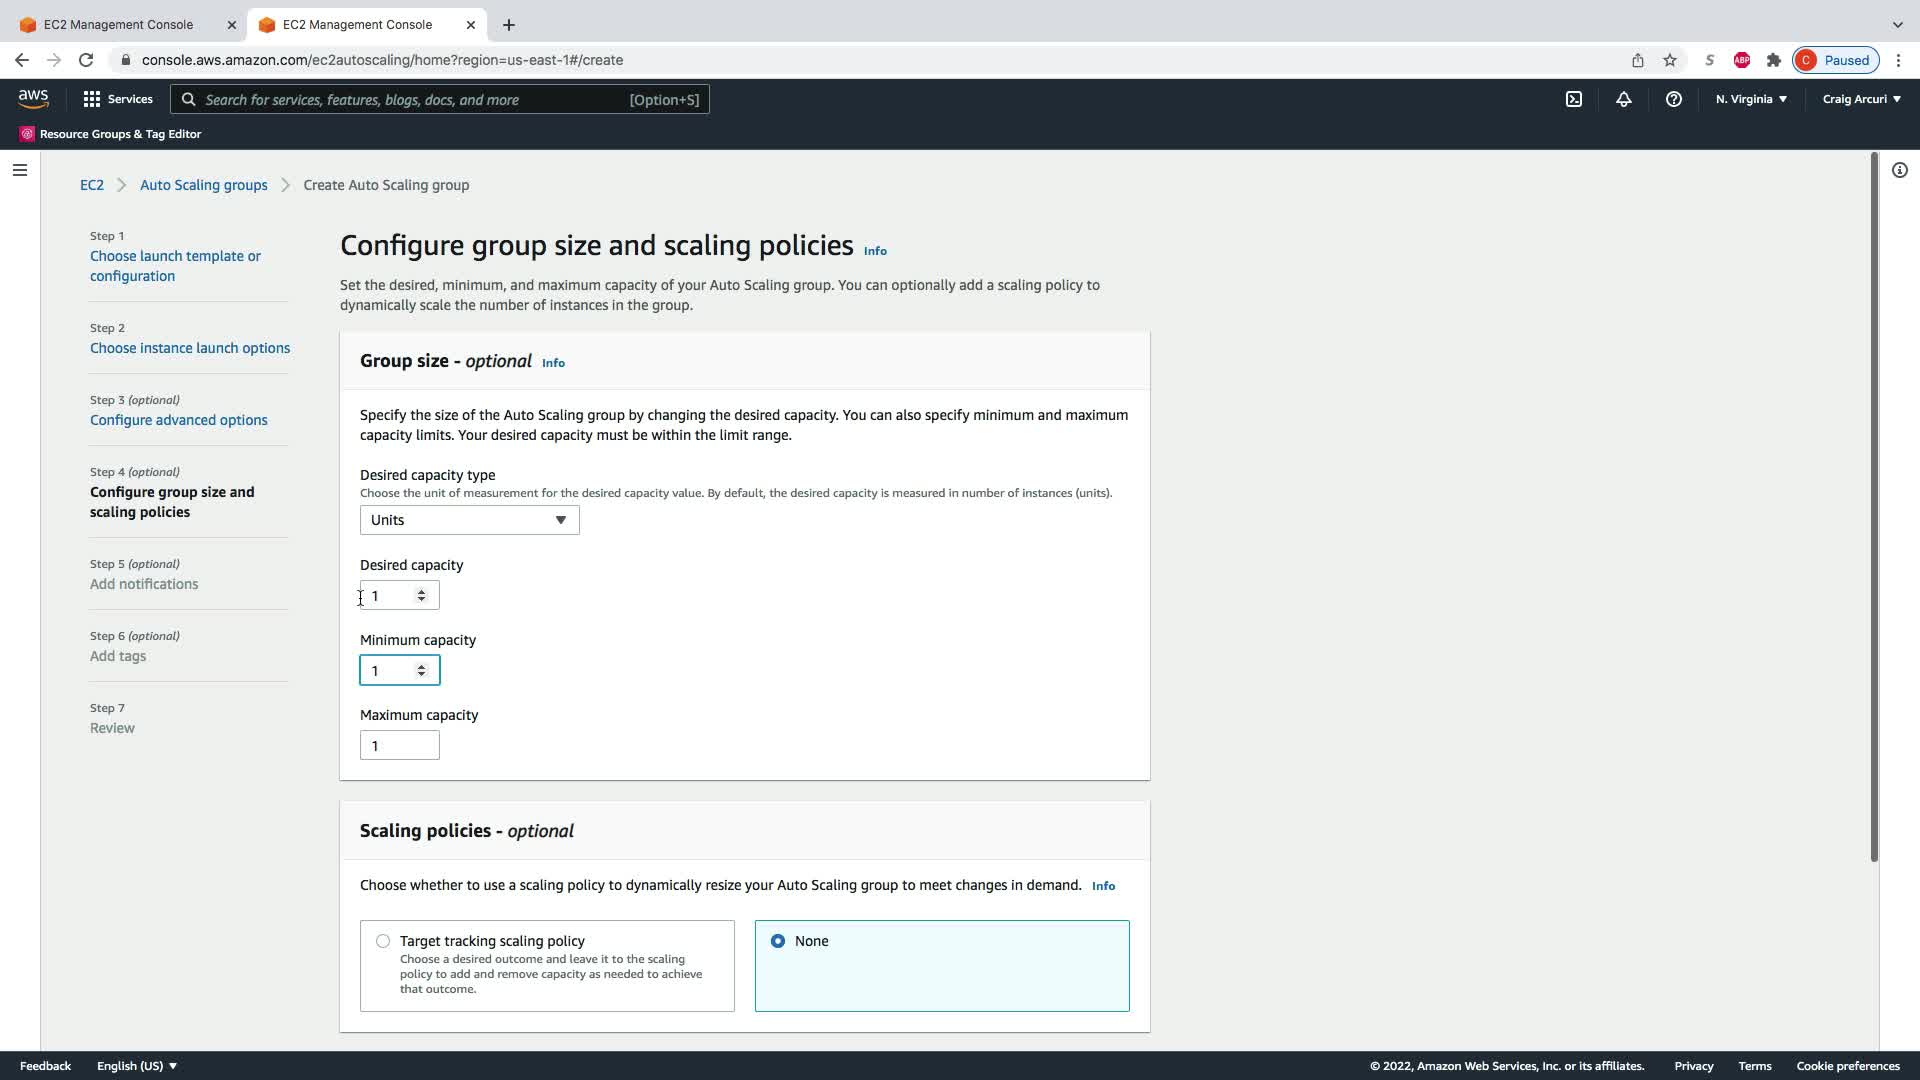 EC2 Management Console
EC2 Management Console
console.aws.amazon.com/ec2autoscaling/home?region=us-east-1#/create
S
ABP
C Paused
aws
Services
Search for services, features, blogs, docs, and more [Option+S]
N. Virginia
Craig Arcuri
Resource Groups & Tag Editor
EC2
Auto Scaling groups
Create Auto Scaling group
Step 1
Choose launch template or
configuration
Step 2
Choose instance launch options
Step 3 (optional)
Configure advanced options
Step 4 (optional)
Configure group size and
scaling policies
Step 5 (optional)
Add notifications
Step 6 (optional)
Add tags
Step 7
Review
Configure group size and scaling policies Info
Set the desired, minimum, and maximum capacity of your Auto Scaling group. You can optionally add a scaling policy to
dynamically scale the number of instances in the group.
Group size - optional Info
Specify the size of the Auto Scaling group by changing the desired capacity. You can also specify minimum and maximum
capacity limits. Your desired capacity must be within the limit range.
Desired capacity type
Choose the unit of measurement for the desired capacity value. By default, the desired capacity is measured in number of instances (units).
Units
Desired capacity
1
Minimum capacity
1
Maximum capacity
1
Scaling policies - optional
Choose whether to use a scaling policy to dynamically resize your Auto Scaling group to meet changes in demand. Info
Target tracking scaling policy
Choose a desired outcome and leave it to the scaling
policy to add and remove capacity as needed to achieve
that outcome.
None
Feedback
English (US)
© 2022, Amazon Web Services, Inc. or its affiliates.
Privacy
Terms
Cookie preferences